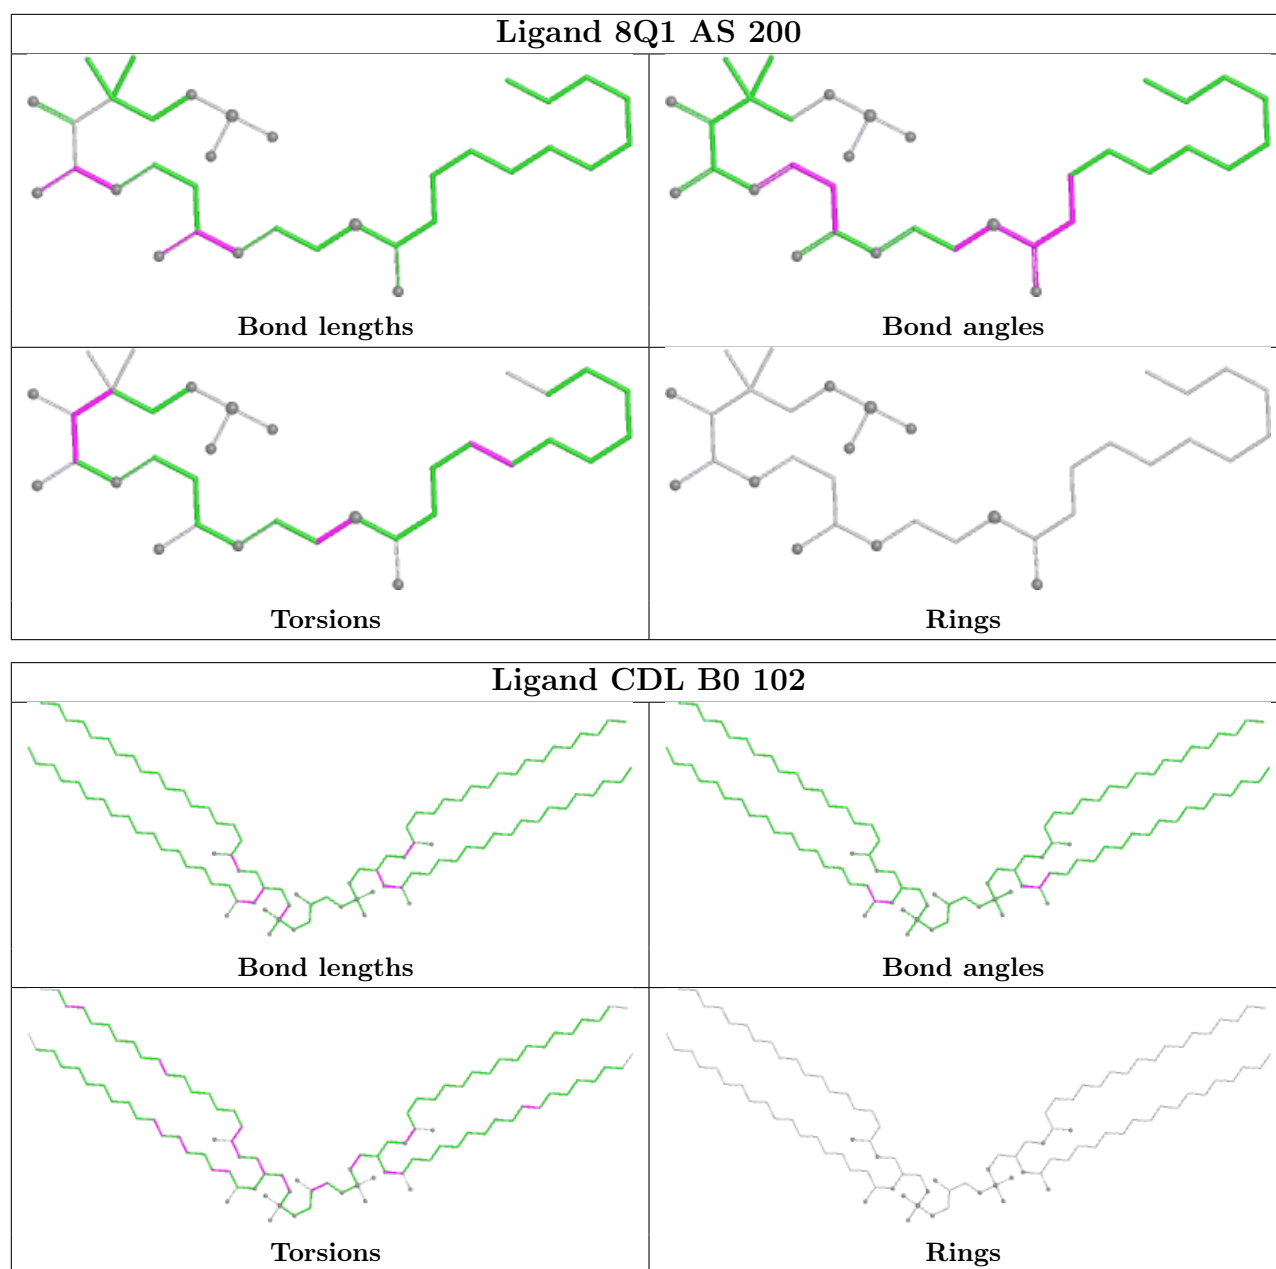 Ligand 8Q1 AS 200
Bond lengths
Bond angles
Torsions
Rings
Ligand CDL B0 102
Bond lengths
Bond angles
Torsions
Rings